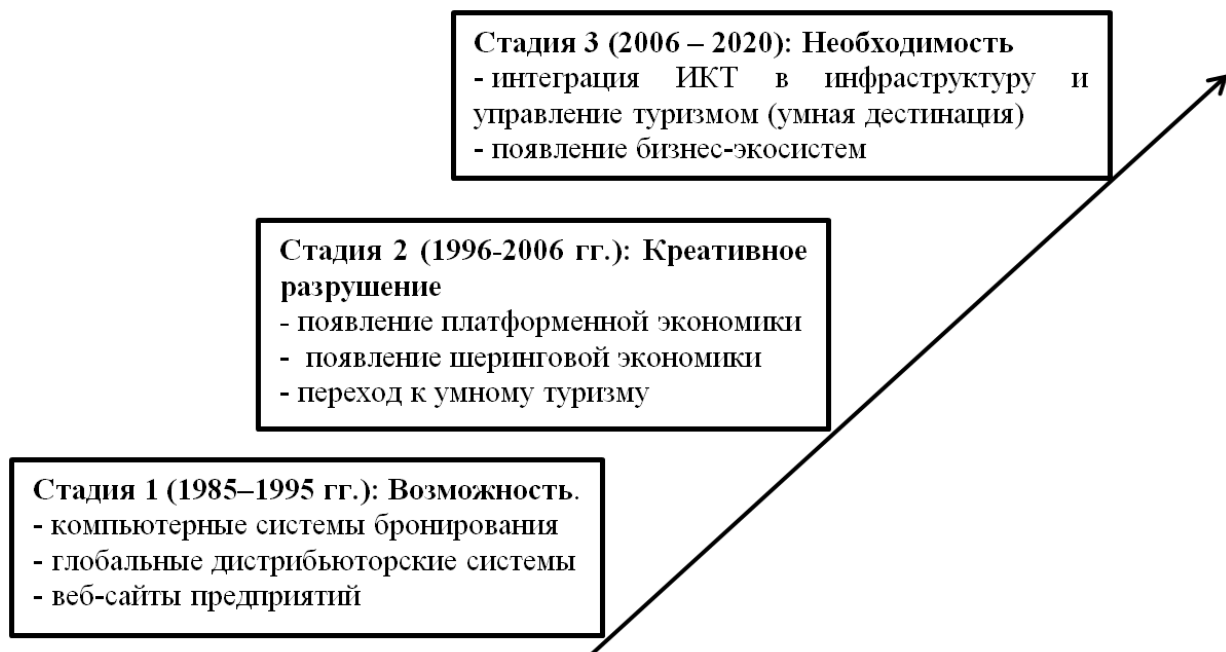 Стадия 3 (2006 – 2020): Необходимость
- интеграция ИКТ в инфраструктуру и
управление туризмом (умная дестинация)
- появление бизнес-экосистем
Стадия 2 (1996-2006 гг.): Креативное
разрушение
- появление платформенной экономики
- появление шеринговой экономики
- переход к умному туризму
Стадия 1 (1985–1995 гг.): Возможность.
- компьютерные системы бронирования
- глобальные дистрибьюторские системы
- веб-сайты предприятий